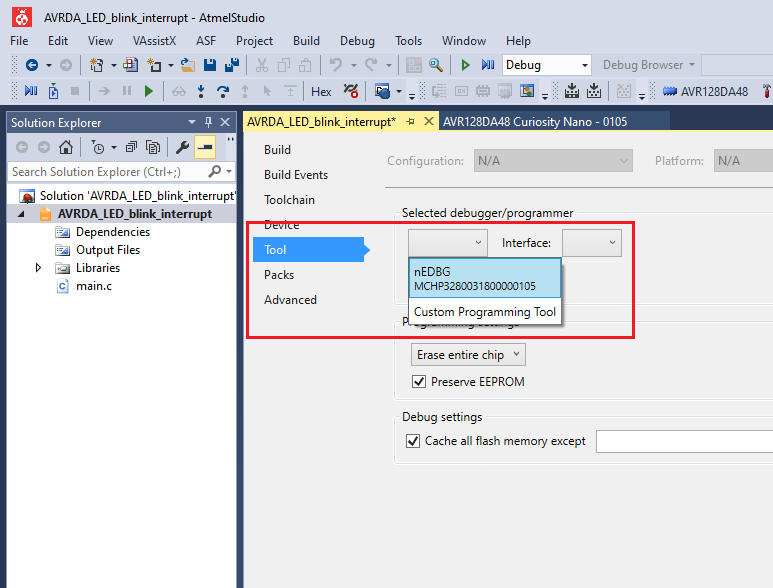 AVRDA_LED_blink_interrupt - AtmelStudio
File Edit View VAssistX ASF Project Build Debug Tools Window Help
Debug Debug Browser
Hex AVR128DA48
Solution Explorer
AVRDA_LED_blink_interrupt*
AVR128DA48 Curiosity Nano - 0105
Search Solution Explorer (Ctrl+;)
Solution 'AVRDA_LED_blink_interrupt'
AVRDA_LED_blink_interrupt
Dependencies
Output Files
Libraries
main.c
Build
Build Events
Toolchain
Device
Tool
Packs
Advanced
Configuration: N/A Platform: N/A
Selected debugger/programmer
Interface:
nEDBG
MCHP3280031800000105
Custom Programming Tool
Programming settings
Erase entire chip
Preserve EEPROM
Debug settings
Cache all flash memory except